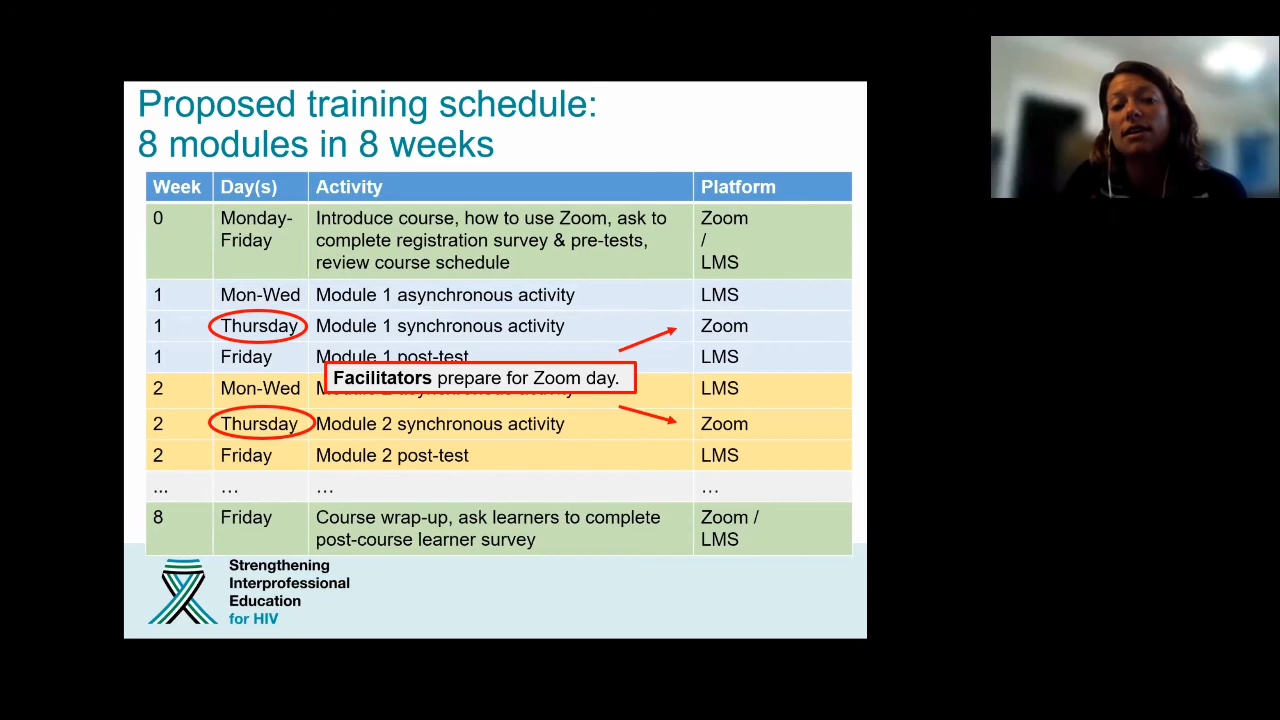 Proposed training schedule:
8 modules in 8 weeks
Week Day(s) Activity Platform
0 Monday- Introduce course, how to use Zoom, ask to Zoom
Friday complete registration survey & pre-tests, /
review course schedule LMS
1 Mon-Wed Module 1 asynchronous activity LMS
1 Thursday Module 1 synchronous activity Zoom
1 Friday Module 1 post-test LMS
Facilitators prepare for Zoom day.
2 Mon-Wed LMS
2 Thursday Module 2 synchronous activity Zoom
2 Friday Module 2 post-test LMS
... … … …
8 Friday Course wrap-up, ask learners to complete Zoom /
post-course learner survey LMS
Strengthening
Interprofessional
Education
for HIV